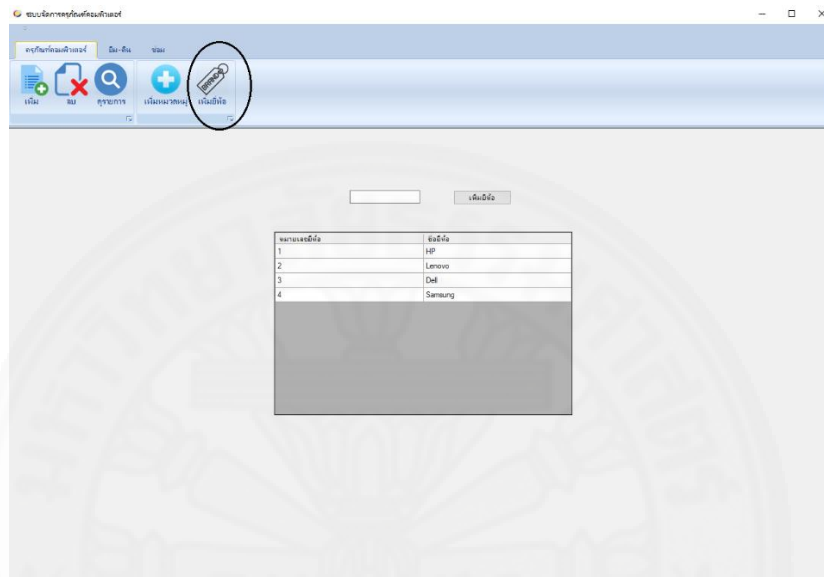 ระบบจัดการครุภัณฑ์คอมพิวเตอร์
ครุภัณฑ์คอมพิวเตอร์ ยืม-คืน ซ่อม
BRAND
เพิ่ม ลบ ดูรายการ เพิ่มหมวดหมู่ เพิ่มยี่ห้อ
เพิ่มยี่ห้อ
หมายเลขยี่ห้อ ชื่อยี่ห้อ
1 HP
2 Lenovo
3 Dell
4 Samsung